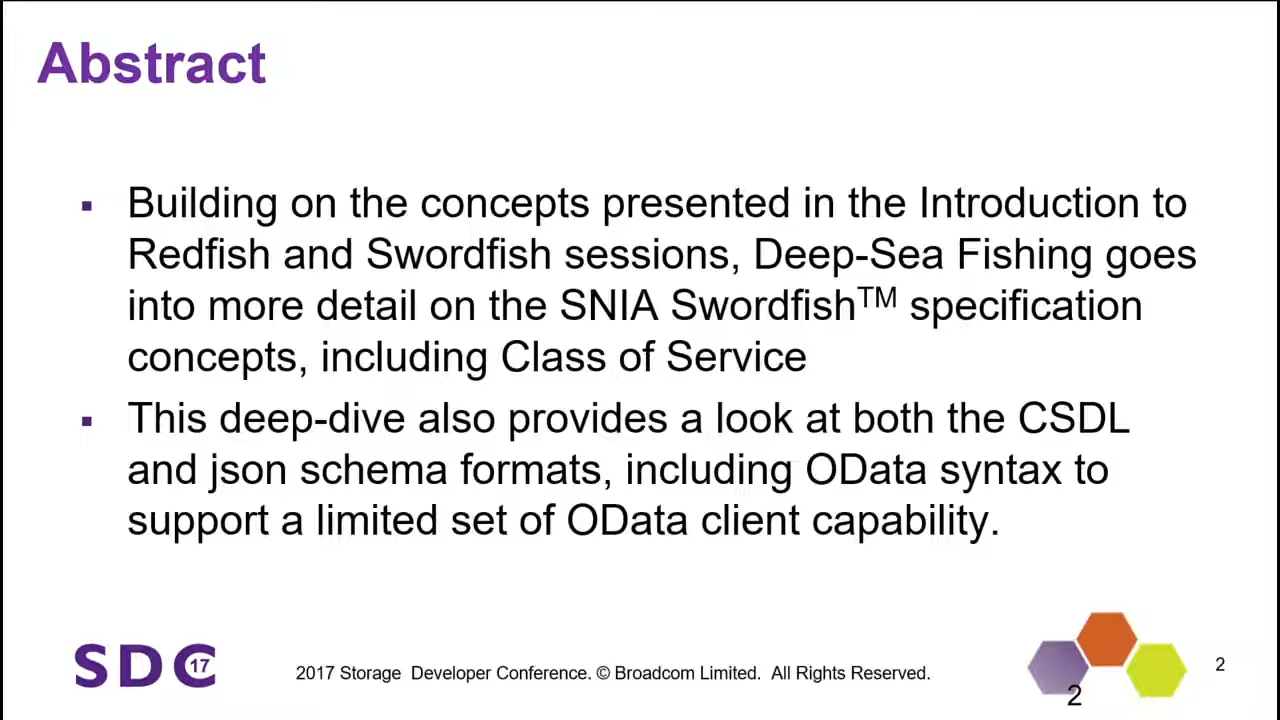 Abstract
▪ Building on the concepts presented in the Introduction to
Redfish and Swordfish sessions, Deep-Sea Fishing goes
into more detail on the SNIA Swordfish™ specification
concepts, including Class of Service
▪ This deep-dive also provides a look at both the CSDL
and json schema formats, including OData syntax to
support a limited set of OData client capability.
SDC 17
2017 Storage Developer Conference. © Broadcom Limited. All Rights Reserved.
2
2